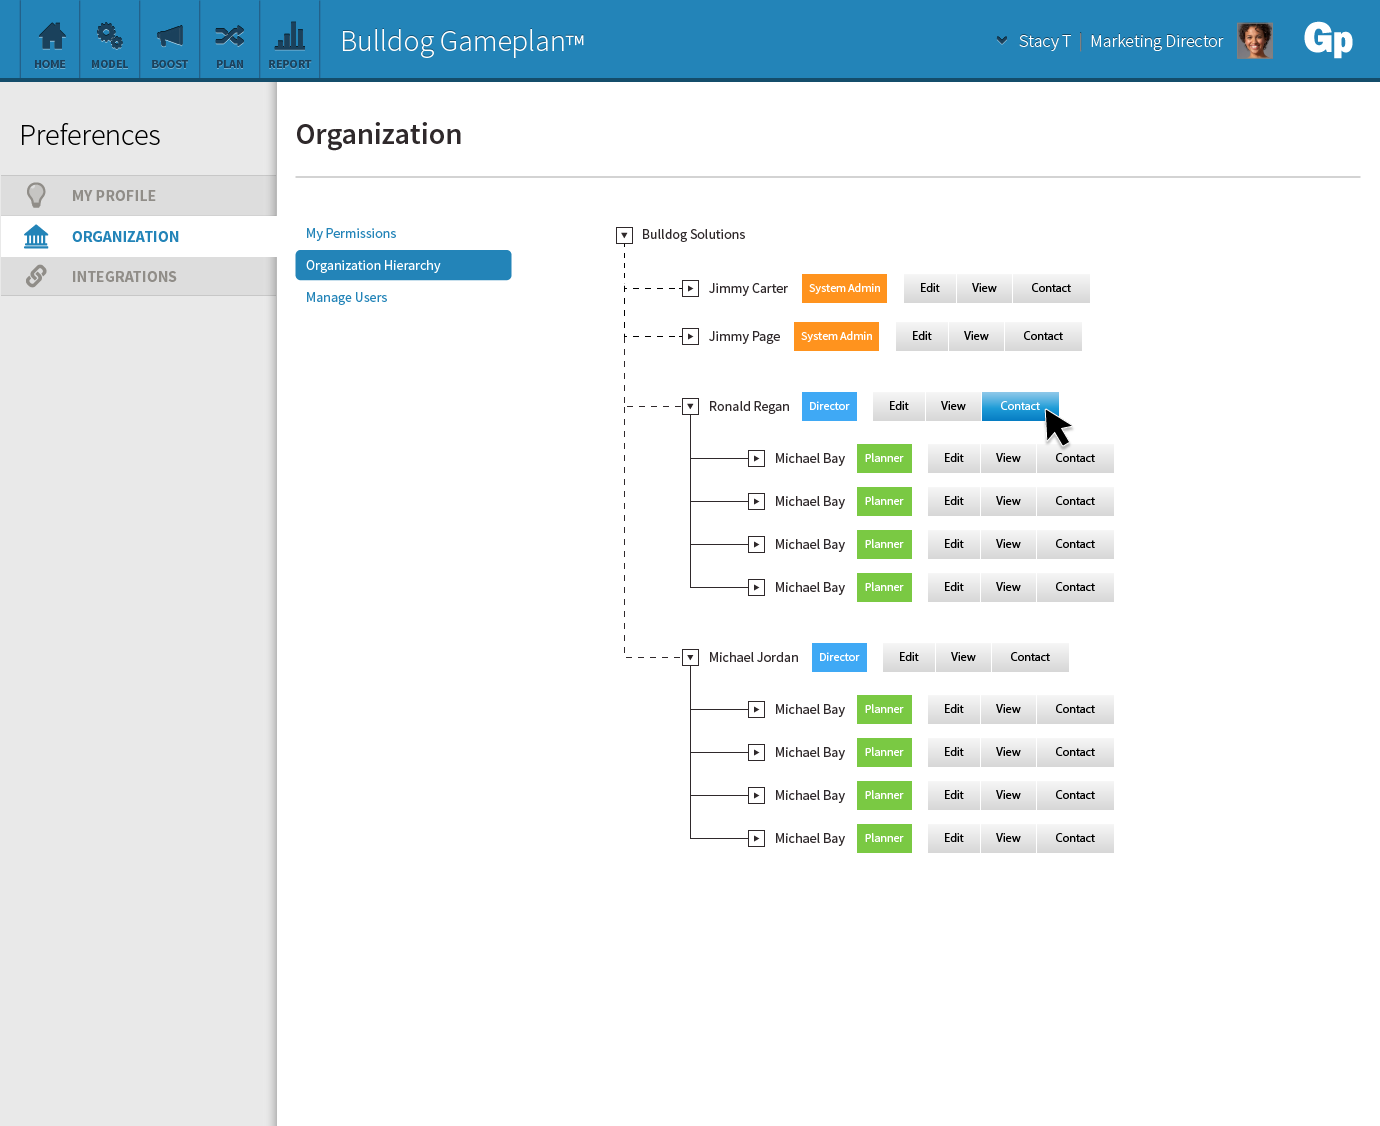 HOME MODEL BOOST PLAN REPORT
Bulldog Gameplan™
Stacy T | Marketing Director
Gp
Preferences
MY PROFILE
ORGANIZATION
INTEGRATIONS
Organization
My Permissions
Organization Hierarchy
Manage Users
Bulldog Solutions
Jimmy Carter System Admin Edit View Contact
Jimmy Page System Admin Edit View Contact
Ronald Regan Director Edit View Contact
Michael Bay Planner Edit View Contact
Michael Bay Planner Edit View Contact
Michael Bay Planner Edit View Contact
Michael Bay Planner Edit View Contact
Michael Jordan Director Edit View Contact
Michael Bay Planner Edit View Contact
Michael Bay Planner Edit View Contact
Michael Bay Planner Edit View Contact
Michael Bay Planner Edit View Contact